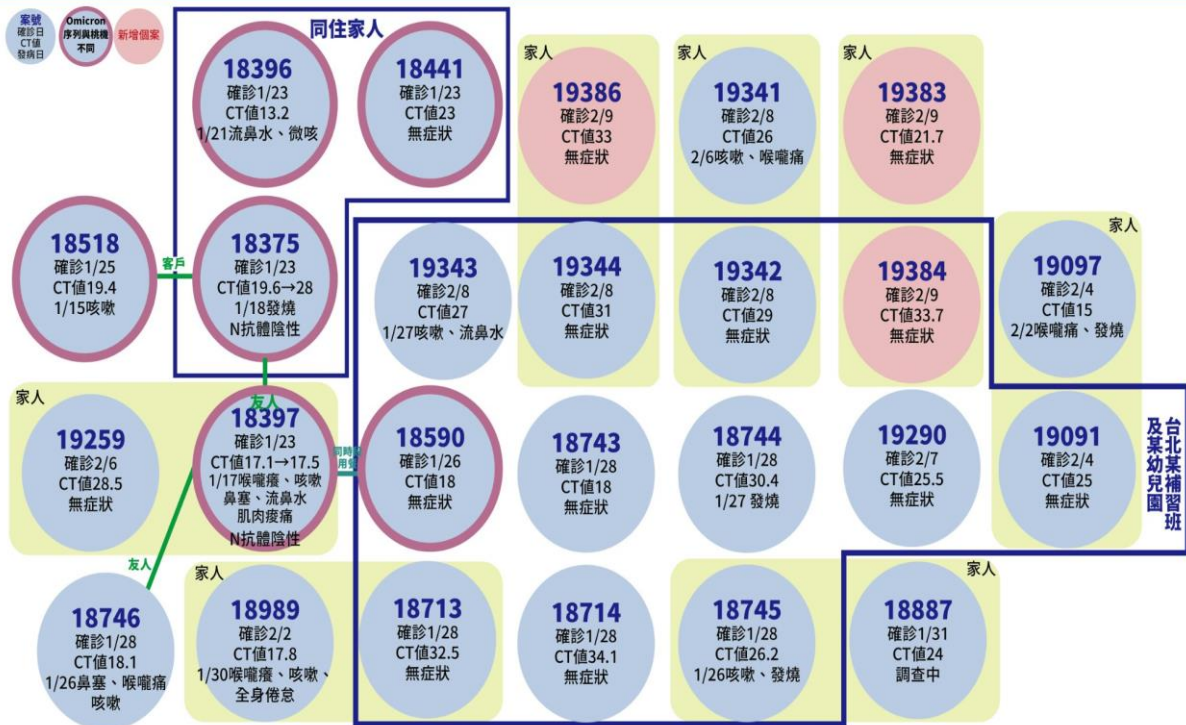 案號
確診日
CT值
發病日
Omicron
序列與桃機
不同
新增個案
同住家人
18396
確診1/23
CT值13.2
1/21流鼻水、微咳
18441
確診1/23
CT值23
無症狀
家人
19386
確診2/9
CT值33
無症狀
家人
19341
確診2/8
CT值26
2/6咳嗽、喉嚨痛
家人
19383
確診2/9
CT值21.7
無症狀
18518
確診1/25
CT值19.4
1/15咳嗽
客戶
18375
確診1/23
CT值19.6→28
1/18發燒
N抗體陰性
19343
確診2/8
CT值27
1/27咳嗽、流鼻水
19344
確診2/8
CT值31
無症狀
19342
確診2/8
CT值29
無症狀
19384
確診2/9
CT值33.7
無症狀
家人
19097
確診2/4
CT值15
2/2喉嚨痛、發燒
家人
19259
確診2/6
CT值28.5
無症狀
友人
18397
確診1/23
CT值17.1→17.5
1/17喉嚨癢、咳嗽
鼻塞、流鼻水
肌肉痠痛
N抗體陰性
同時
用餐
18590
確診1/26
CT值18
無症狀
18743
確診1/28
CT值18
無症狀
18744
確診1/28
CT值30.4
1/27 發燒
19290
確診2/7
CT值25.5
無症狀
19091
確診2/4
CT值25
無症狀
台北某補習班
及某幼兒園
友人
18746
確診1/28
CT值18.1
1/26鼻塞、喉嚨痛
咳嗽
家人
18989
確診2/2
CT值17.8
1/30喉嚨癢、咳嗽、
全身倦怠
18713
確診1/28
CT值32.5
無症狀
18714
確診1/28
CT值34.1
無症狀
18745
確診1/28
CT值26.2
1/26咳嗽、發燒
家人
18887
確診1/31
CT值24
調查中